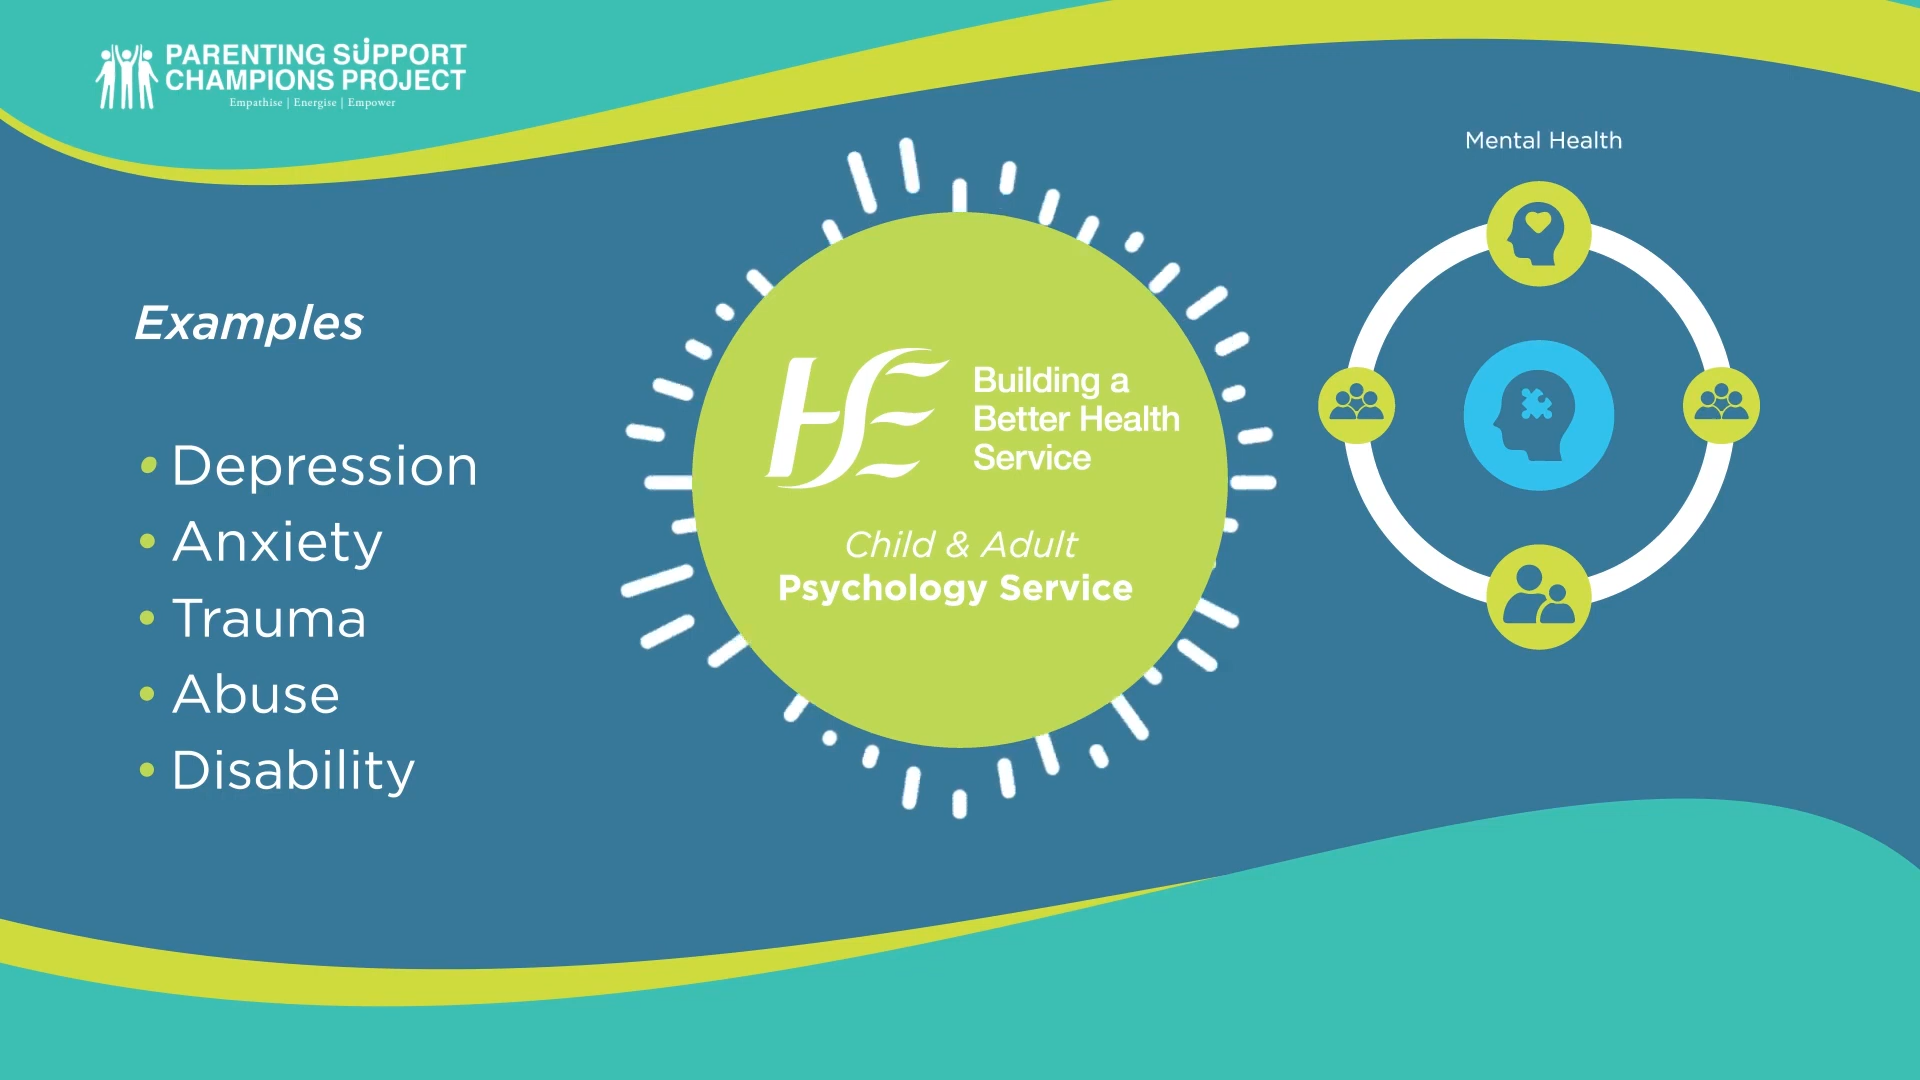 PARENTING SUPPORT
CHAMPIONS PROJECT
Empathise | Energise | Empower
Mental Health
Examples
• Depression
• Anxiety
• Trauma
• Abuse
• Disability
HSE
Building a
Better Health
Service
Child & Adult
Psychology Service